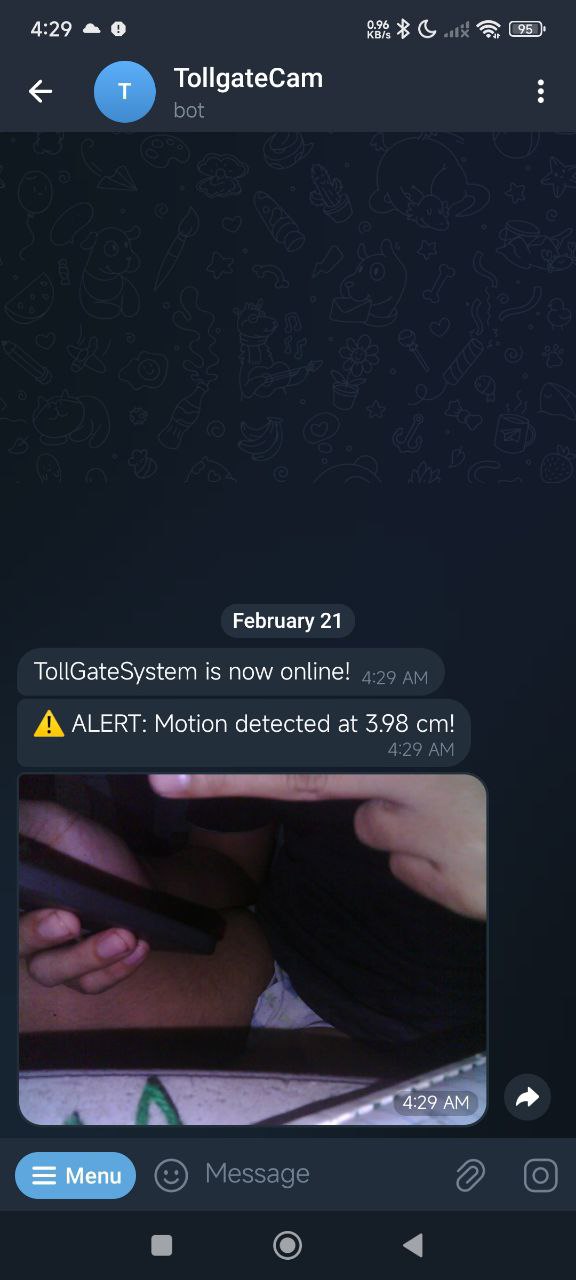 4:29
0.96
KB/s
95
T
TollgateCam
bot
February 21
TollGateSystem is now online! 4:29 AM
⚠️ ALERT: Motion detected at 3.98 cm!
4:29 AM
4:29 AM
Menu
Message